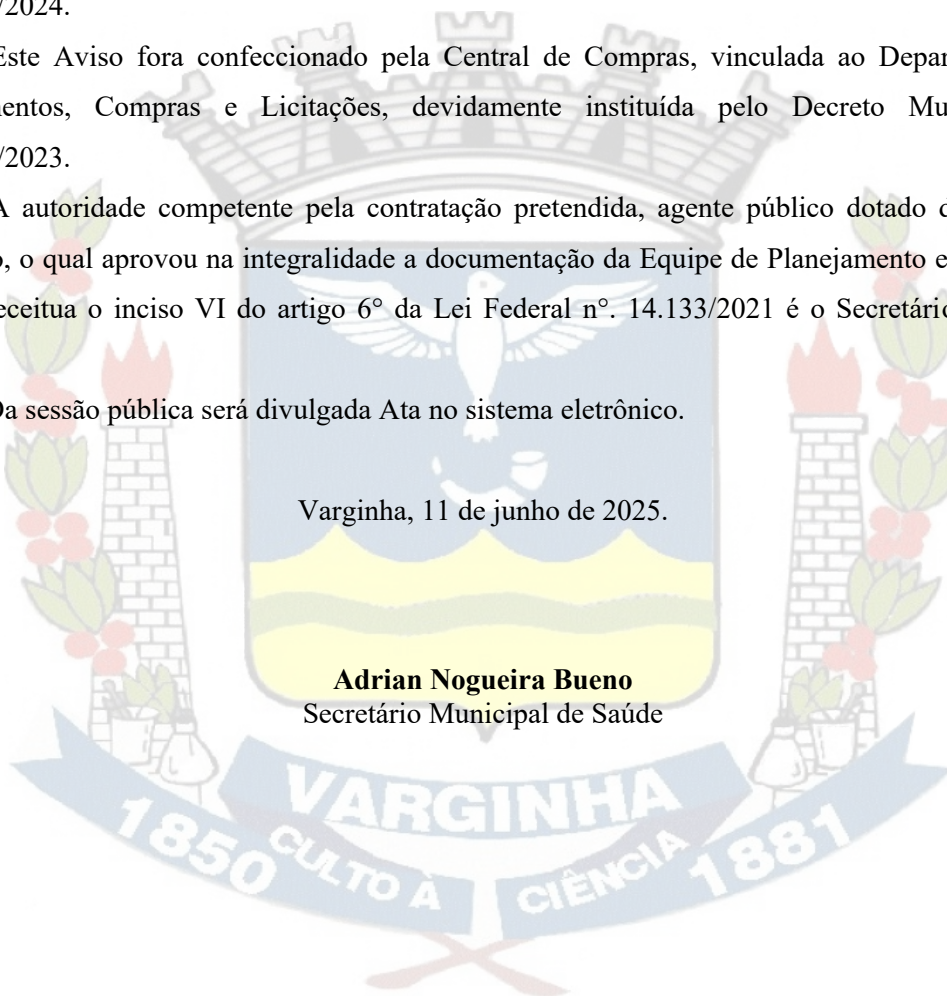 /2024.
Este Aviso fora confeccionado pela Central de Compras, vinculada ao Depar
mentos, Compras e Licitações, devidamente instituída pelo Decreto Mu
/2023.
A autoridade competente pela contratação pretendida, agente público dotado d
o, o qual aprovou na integralidade a documentação da Equipe de Planejamento e
receitua o inciso VI do artigo 6° da Lei Federal n°. 14.133/2021 é o Secretário
Da sessão pública será divulgada Ata no sistema eletrônico.
Varginha, 11 de junho de 2025.
Adrian Nogueira Bueno
Secretário Municipal de Saúde
VARGINHA
1850 CULTO À CIÊNCIA 1881